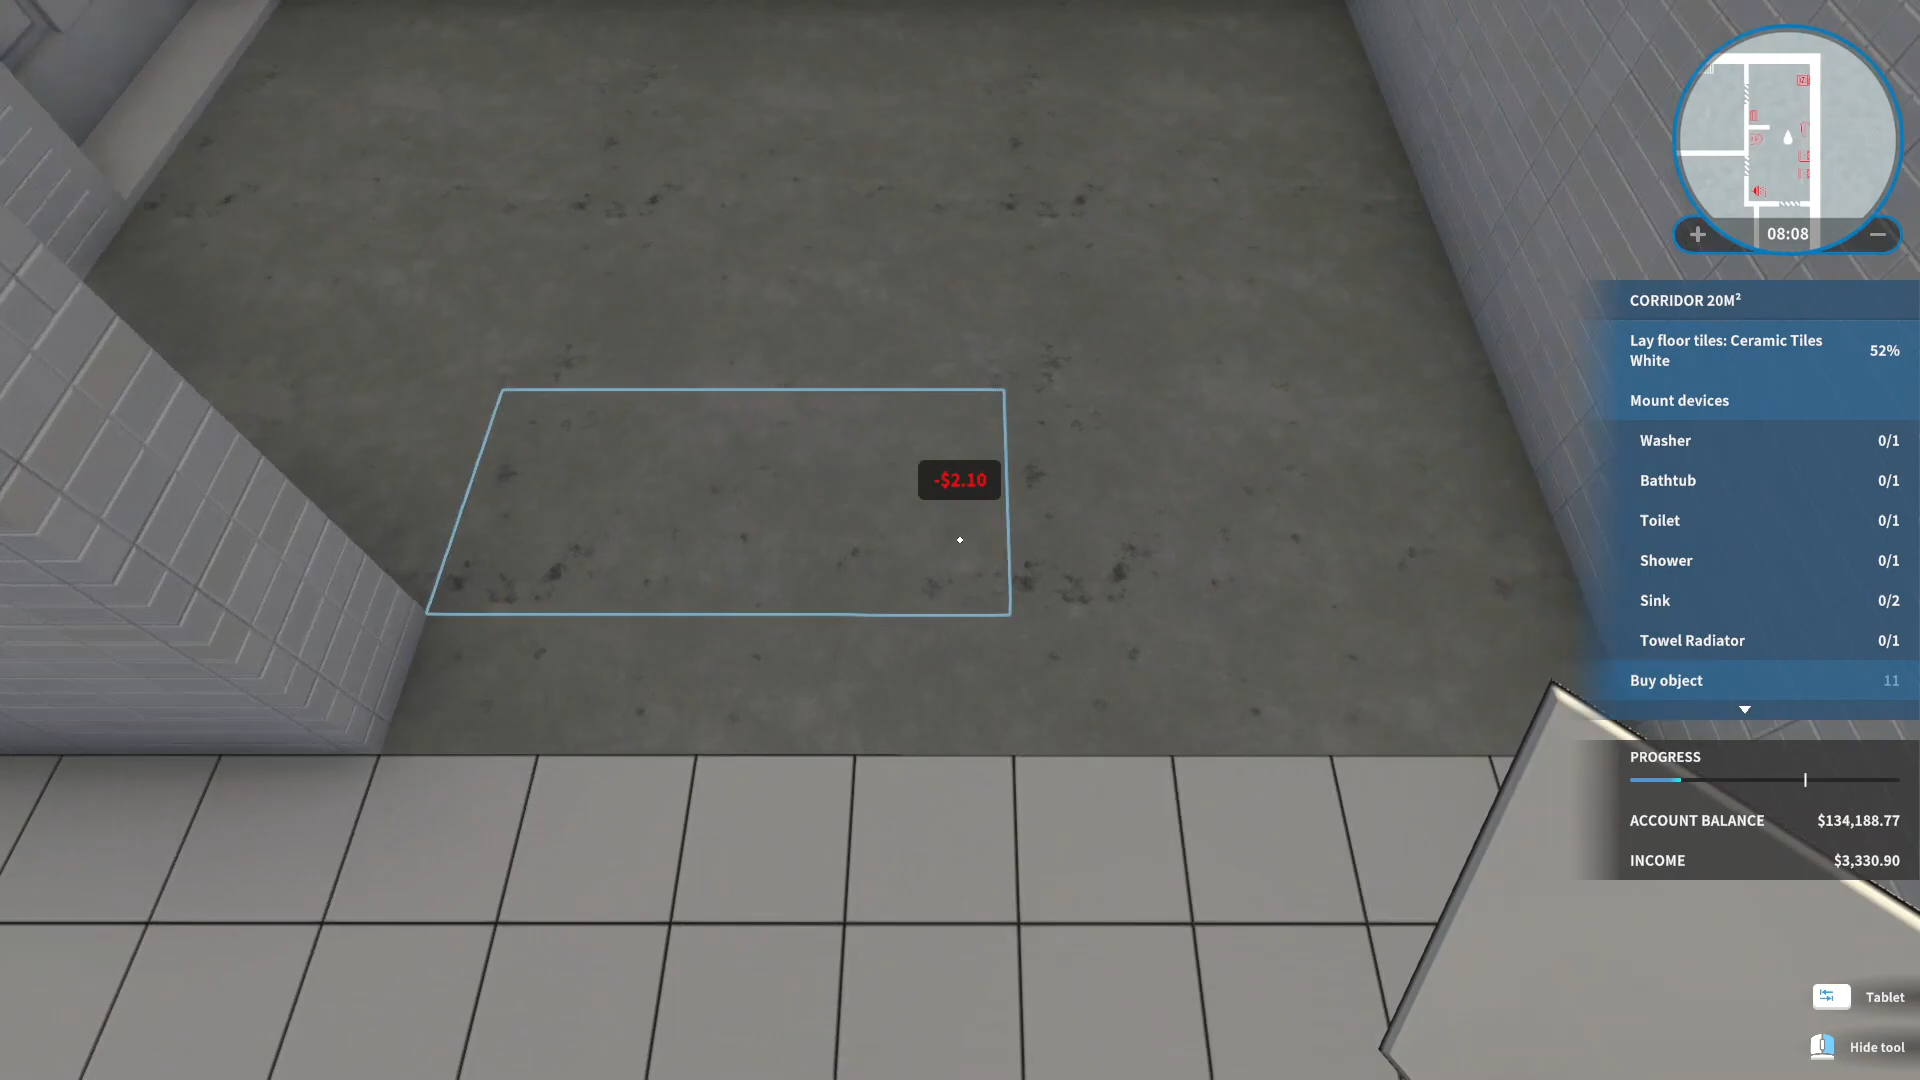 08:08
CORRIDOR 20M²
Lay floor tiles: Ceramic Tiles
White
52%
Mount devices
Washer 0/1
Bathtub 0/1
Toilet 0/1
Shower 0/1
Sink 0/2
Towel Radiator 0/1
Buy object 11
-$2.10
PROGRESS
ACCOUNT BALANCE $134,188.77
INCOME $3,330.90
Tablet
Hide tool